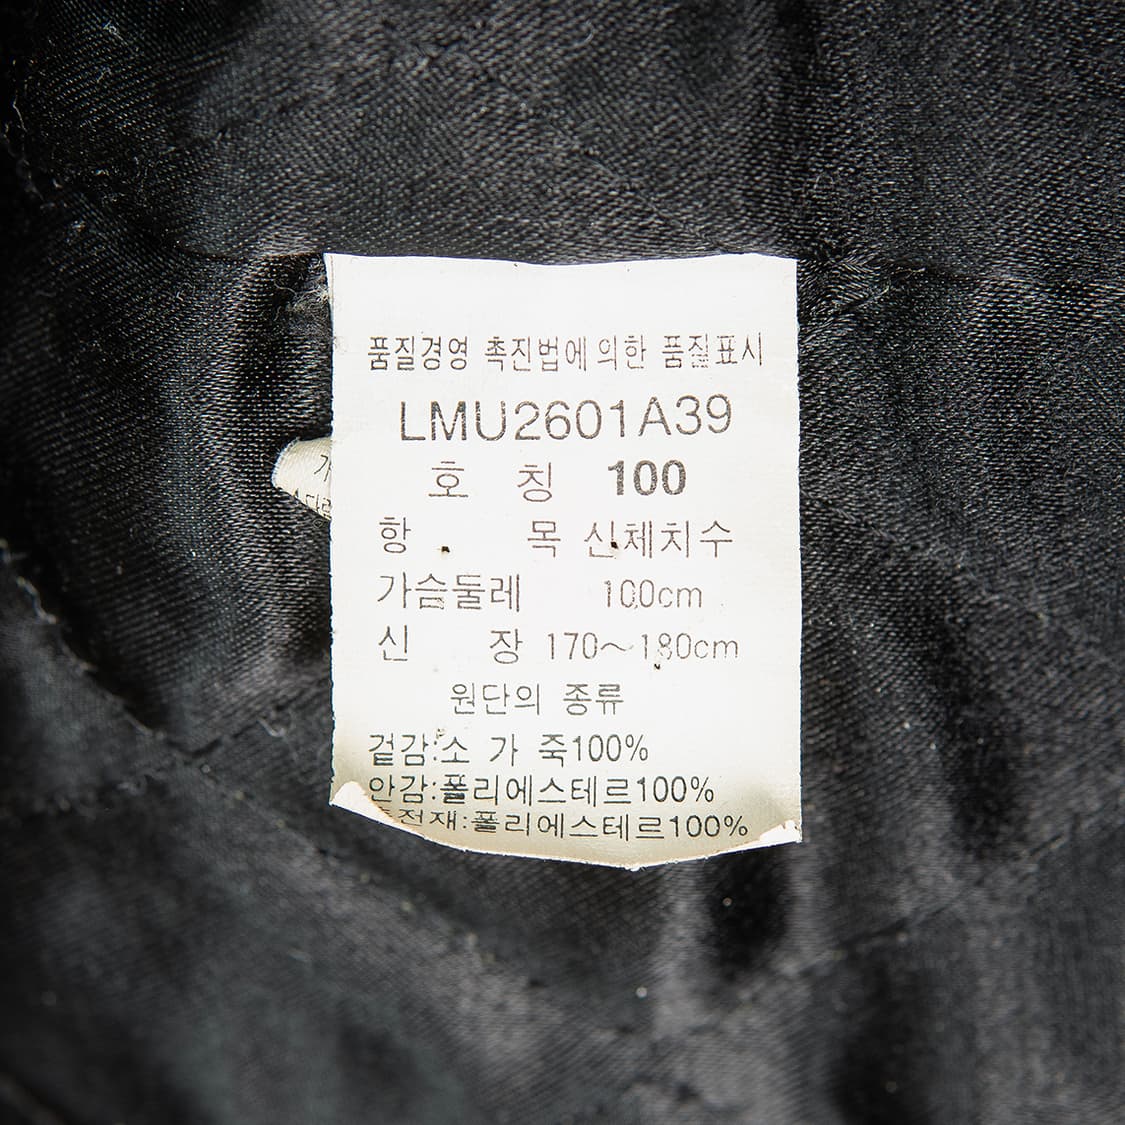 품질경영 촉진법에 의한 품질표시
LMU2601A39
호 칭 100
항 목 신체치수
가슴둘레 100cm
신 장 170~180cm
원단의 종류
겉감:소 가 죽100%
안감:폴리에스테르100%
충전재:폴리에스테르100%